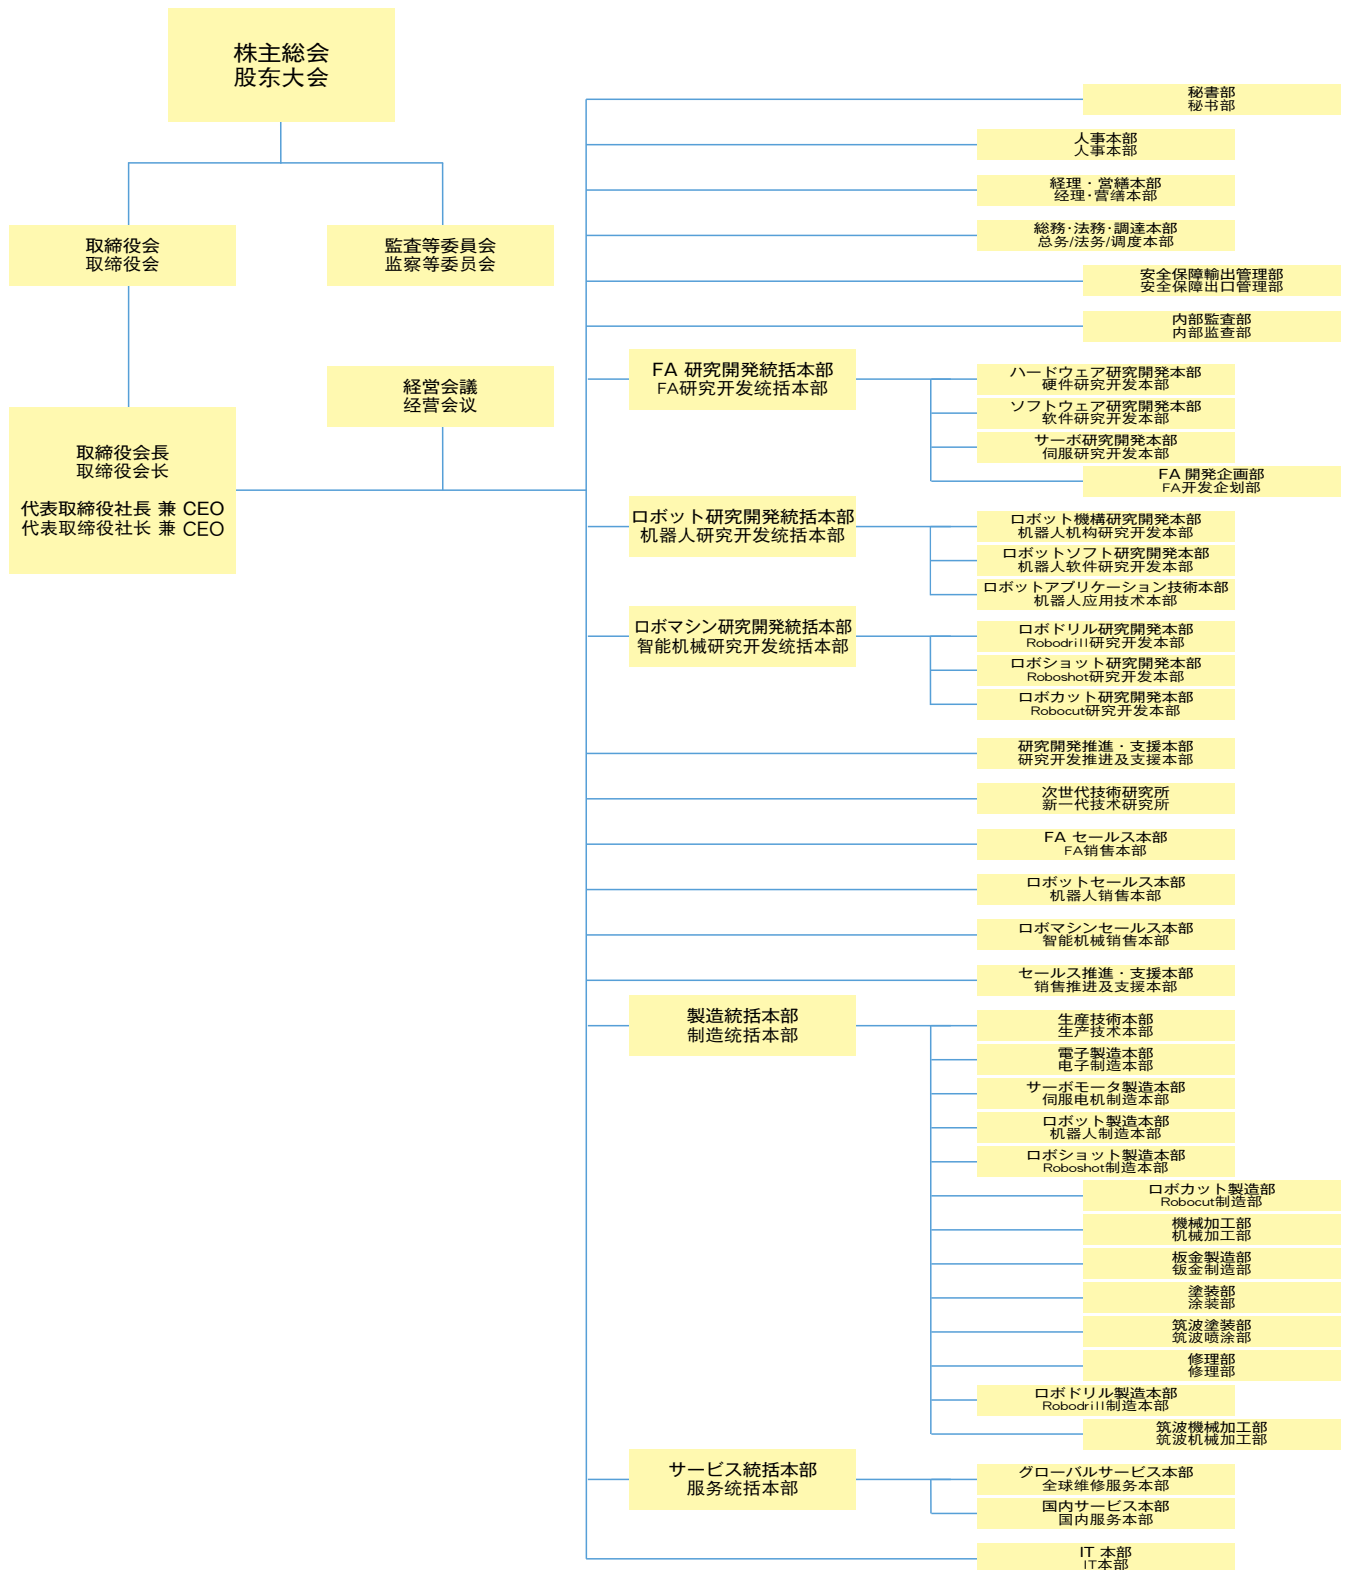 株主総会
股东大会
取締役会
取缔役会
監査等委員会
监察等委员会
経営会議
经营会议
取締役会長
取缔役会长
代表取締役社長 兼 CEO
代表取缔役社长 兼 CEO
秘書部
秘书部
人事本部
人事本部
経理・営繕本部
经理·营缮本部
総務·法務·調達本部
总务/法务/调度本部
安全保障輸出管理部
安全保障出口管理部
内部監査部
内部监查部
FA 研究開発統括本部
FA研究开发统括本部
ハードウェア研究開発本部
硬件研究开发本部
ソフトウェア研究開発本部
软件研究开发本部
サーボ研究開発本部
伺服研究开发本部
FA 開発企画部
FA开发企划部
ロボット研究開発統括本部
机器人研究开发统括本部
ロボット機構研究開発本部
机器人机构研究开发本部
ロボットソフト研究開発本部
机器人软件研究开发本部
ロボットアプリケーション技術本部
机器人应用技术本部
ロボマシン研究開発統括本部
智能机械研究开发统括本部
ロボドリル研究開発本部
Robodrill研究开发本部
ロボショット研究開発本部
Roboshot研究开发本部
ロボカット研究開発本部
Robocut研究开发本部
研究開発推進・支援本部
研究开发推进及支援本部
次世代技術研究所
新一代技术研究所
FA セールス本部
FA销售本部
ロボットセールス本部
机器人销售本部
ロボマシンセールス本部
智能机械销售本部
セールス推進・支援本部
销售推进及支援本部
製造統括本部
制造统括本部
生産技術本部
生产技术本部
電子製造本部
电子制造本部
サーボモータ製造本部
伺服电机制造本部
ロボット製造本部
机器人制造本部
ロボショット製造本部
Roboshot制造本部
ロボカット製造部
Robocut制造部
機械加工部
机械加工部
板金製造部
钣金制造部
塗装部
涂装部
筑波塗装部
筑波喷涂部
修理部
修理部
ロボドリル製造本部
Robodrill制造本部
筑波機械加工部
筑波机械加工部
サービス統括本部
服务统括本部
グローバルサービス本部
全球维修服务本部
国内サービス本部
国内服务本部
IT 本部
IT本部